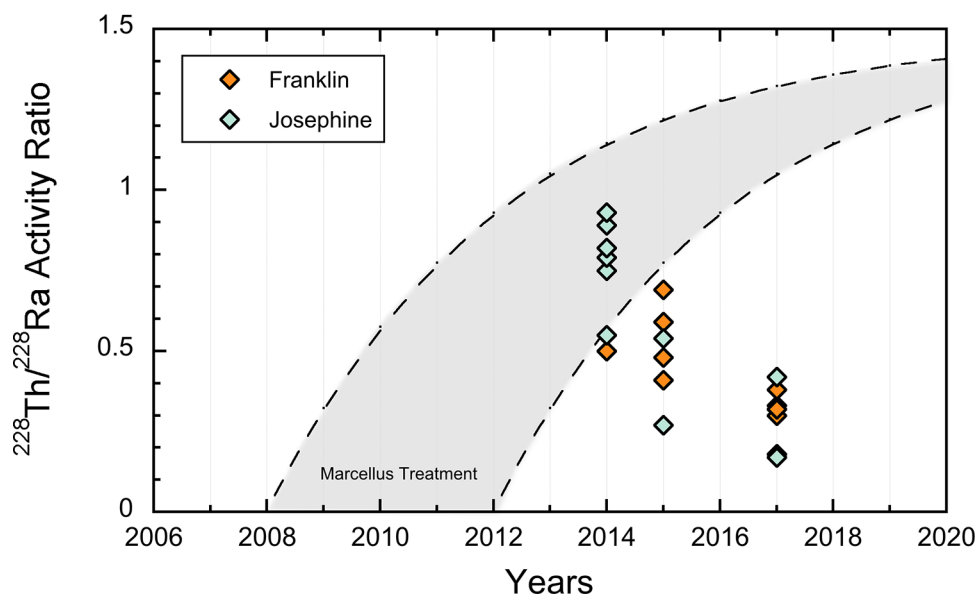 1.5
Franklin
Josephine
1
0.5
0
²²⁸Th/²²⁸Ra Activity Ratio
Marcellus Treatment
2006 2008 2010 2012 2014 2016 2018 2020
Years